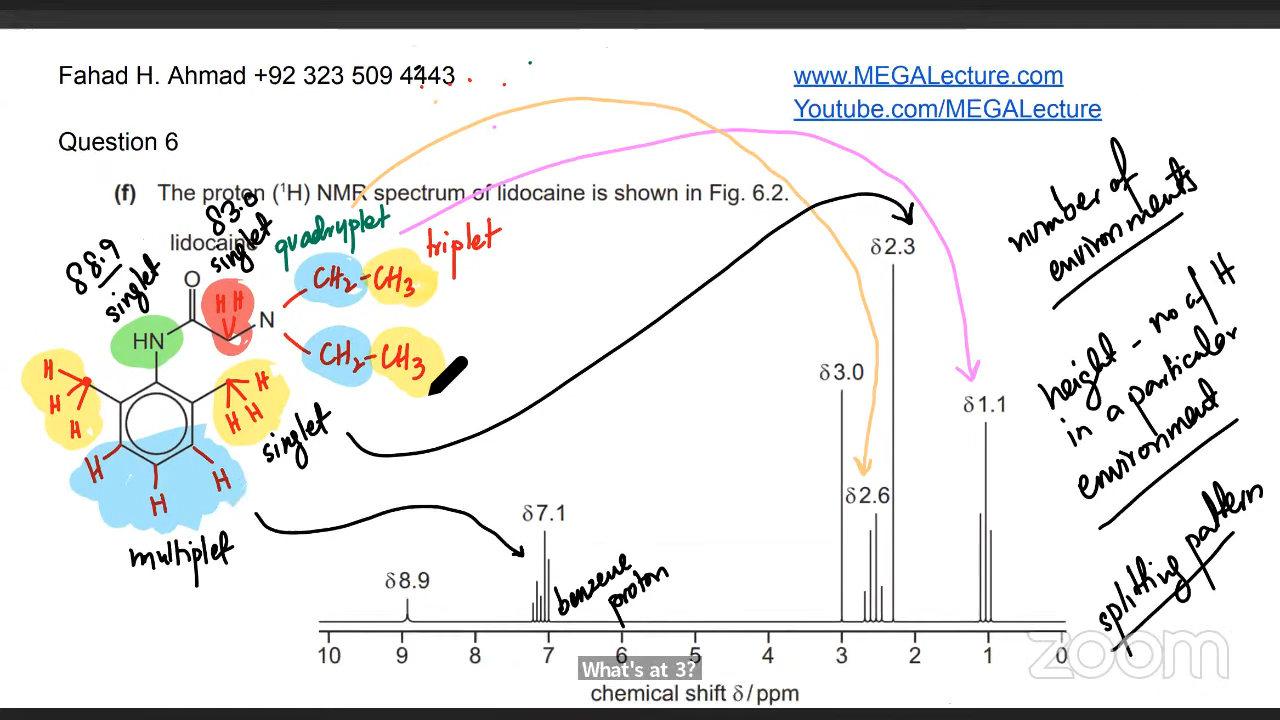 Fahad H. Ahmad +92 323 509 4443
www.MEGALecture.com
Youtube.com/MEGALecture
Question 6
(f) The proton (¹H) NMR spectrum of lidocaine is shown in Fig. 6.2.
lidocaine
δ8.9
singlet
δ3.0
singlet
quadryplet
triplet
O
H H
N
HN
CH2-CH3
CH2-CH3
H
H
H
H
H H
H
H
H
singlet
multiplet
number of
environments
height - no of H
in a particular
environment
splitting pattern
δ2.3
δ3.0
δ1.1
δ2.6
δ7.1
δ8.9
benzene
proton
10 9 8 7 6 5 4 3 2 1 0
What's at 3?
chemical shift δ/ppm
zoom